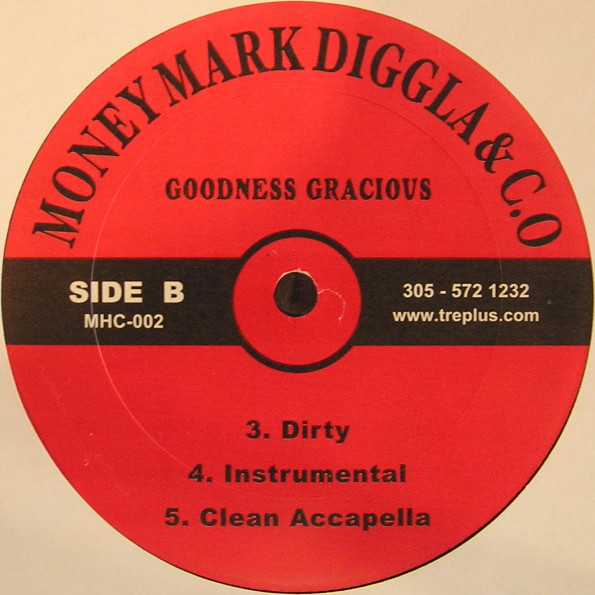 MONEY MARK DIGGLA & C.O
GOODNESS GRACIOUS
SIDE B
MHC-002
305 - 572 1232
www.treplus.com
3. Dirty
4. Instrumental
5. Clean Accapella